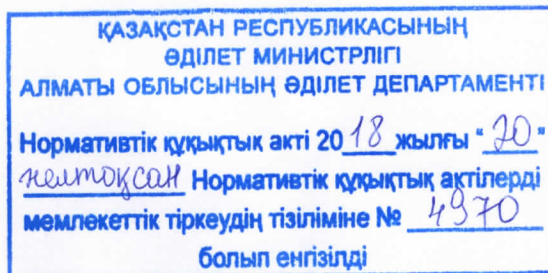 ҚАЗАҚСТАН РЕСПУБЛИКАСЫНЫҢ
ӘДІЛЕТ МИНИСТРЛІГІ
АЛМАТЫ ОБЛЫСЫНЫҢ ӘДІЛЕТ ДЕПАРТАМЕНТІ
Нормативтік құқықтық акті 2018 жылғы "20"
желтоқсан Нормативтік құқықтық актілерді
мемлекеттік тіркеудің тізіліміне № 4970
болып енгізілді